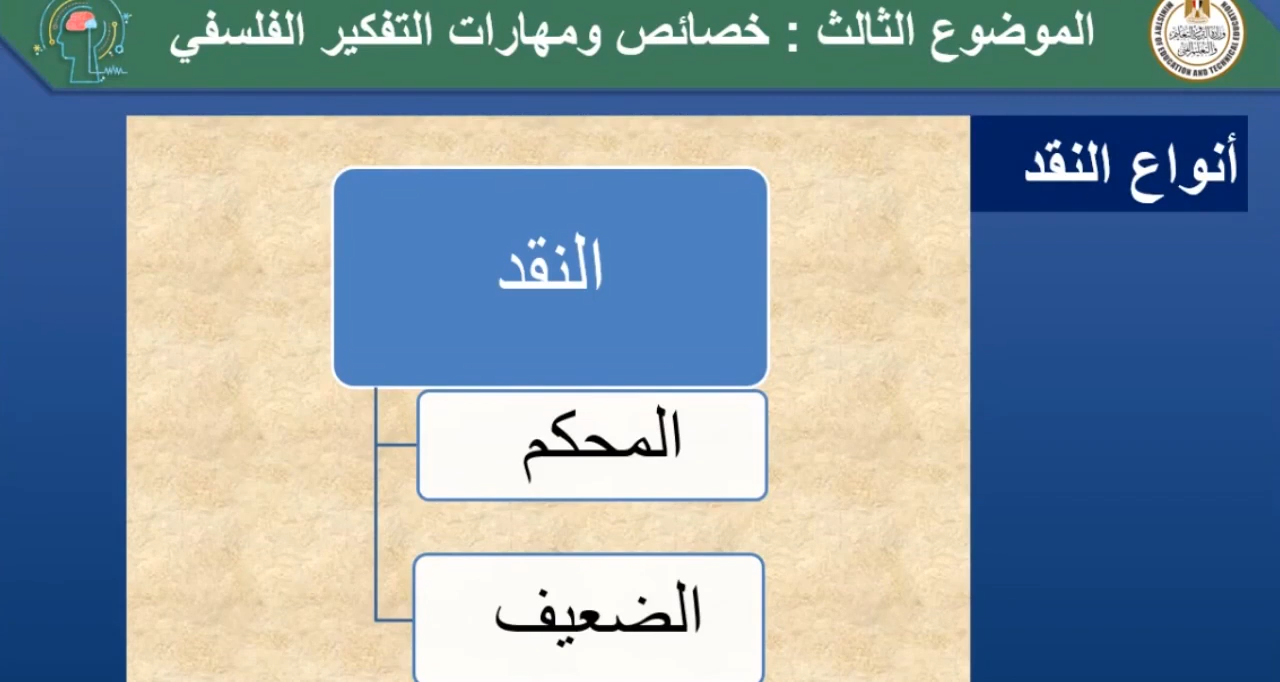 الموضوع الثالث : خصائص ومهارات التفكير الفلسفي
أنواع النقد
النقد
المحكم
الضعيف